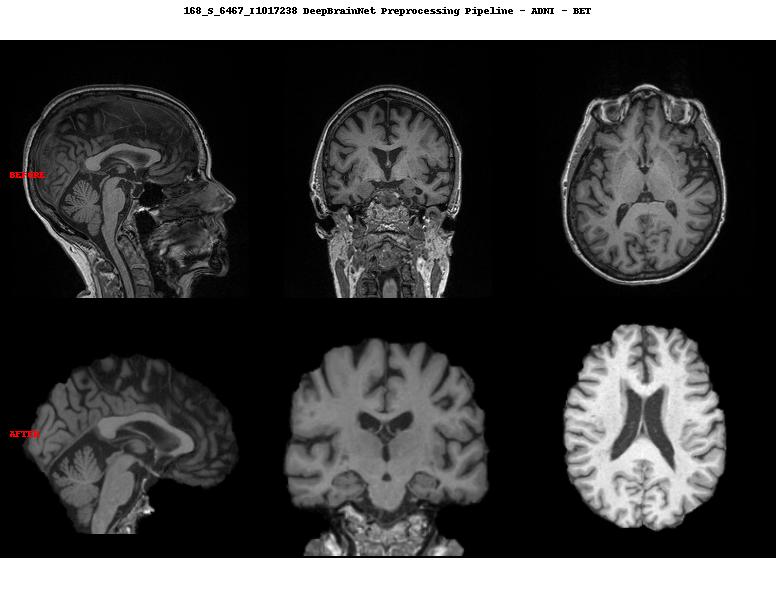 168_S_6467_I1017238 DeepBrainNet Preprocessing Pipeline - ADNI - BET
BEFORE
AFTER